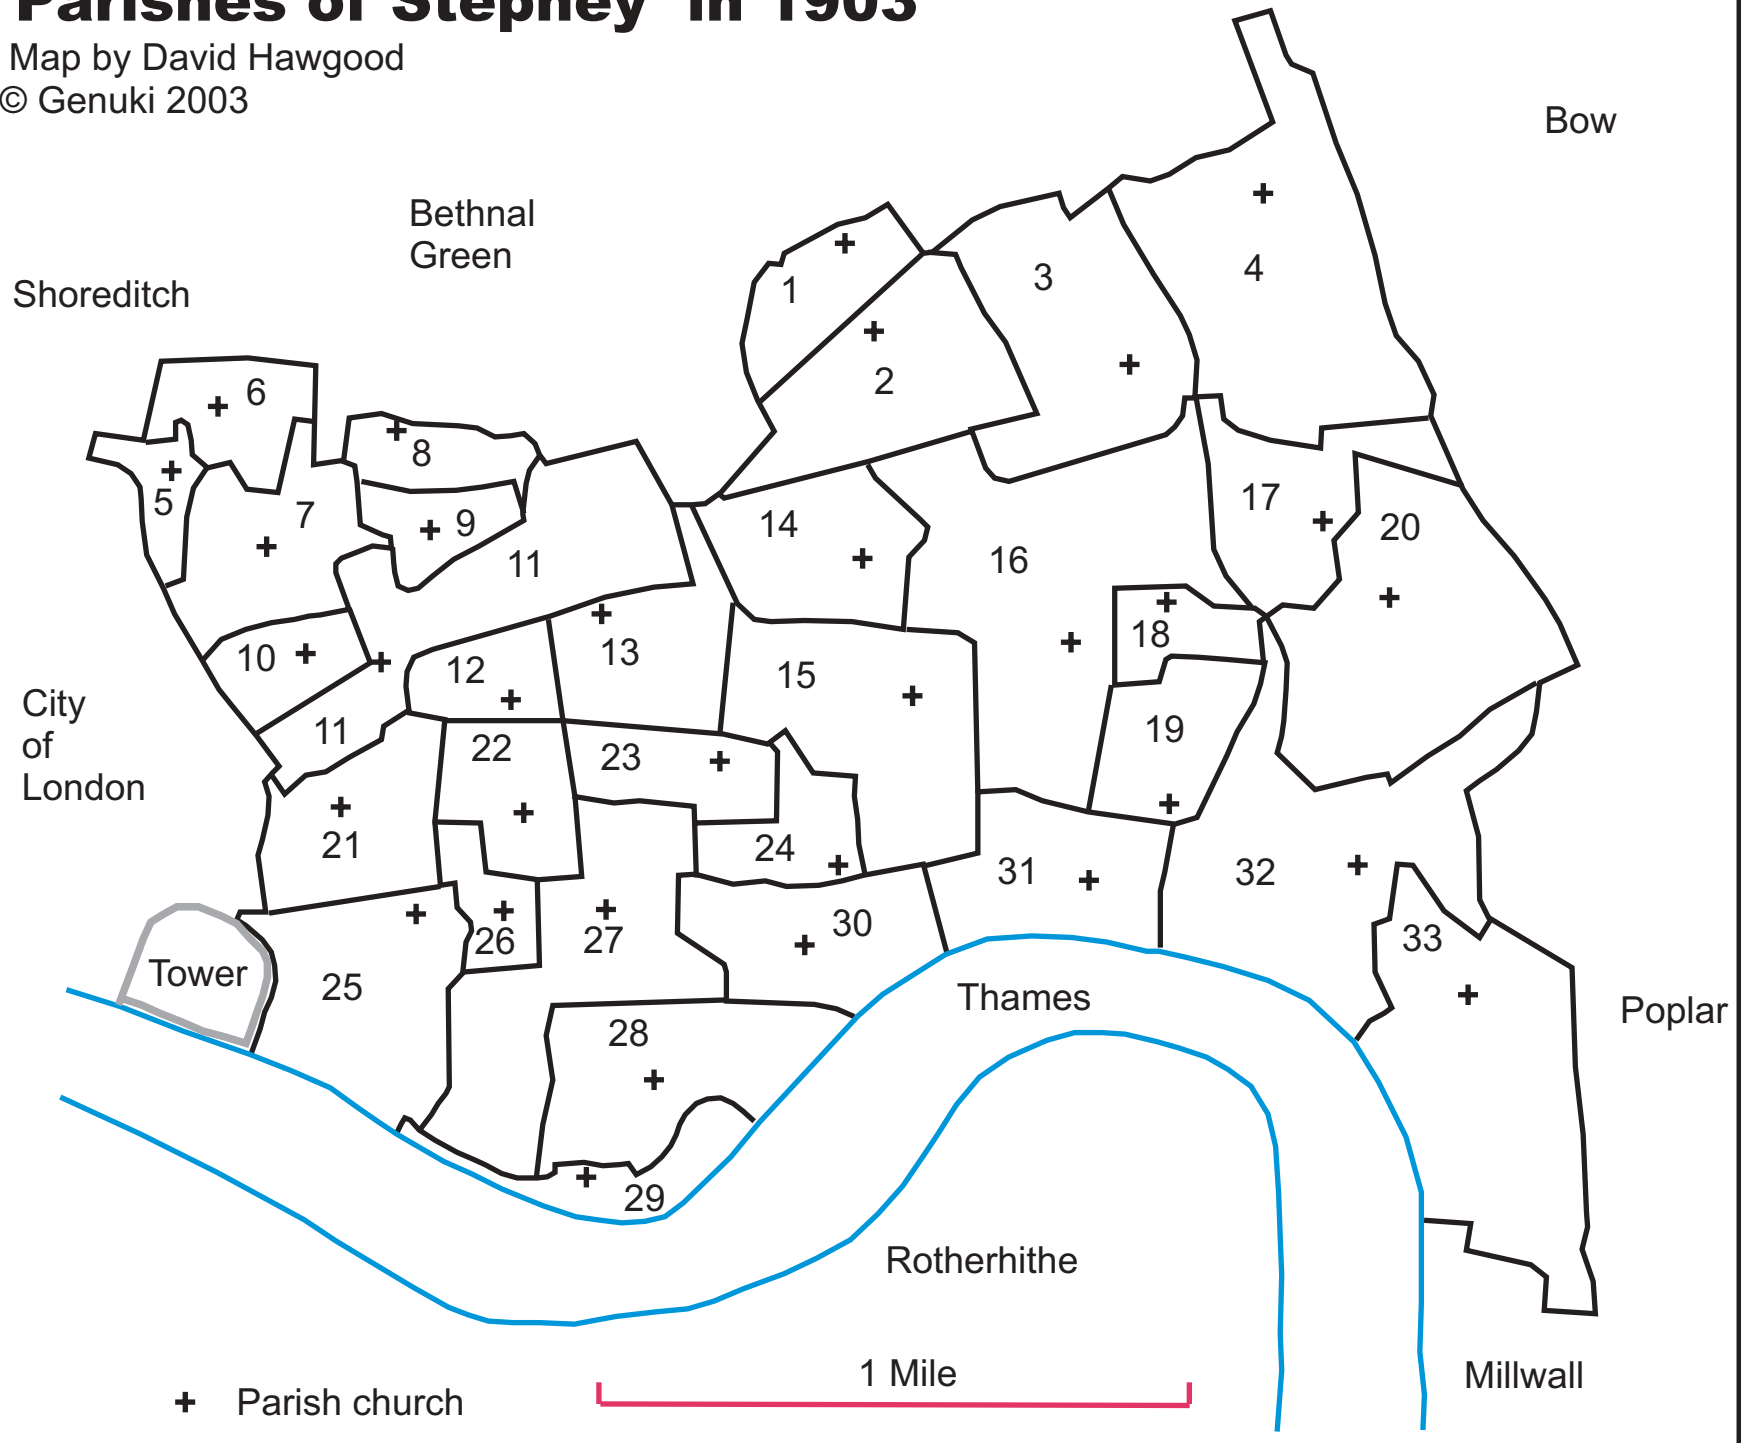 Parishes of Stepney in 1903
Map by David Hawgood
© Genuki 2003
Bow
Bethnal
Green
Shoreditch
1
2
3
4
5
6
7
8
9
10
11
11
12
13
14
15
16
17
18
19
20
City
of
London
21
22
23
24
25
26
27
28
29
30
31
32
33
Tower
Thames
Poplar
Rotherhithe
1 Mile
Millwall
+ Parish church